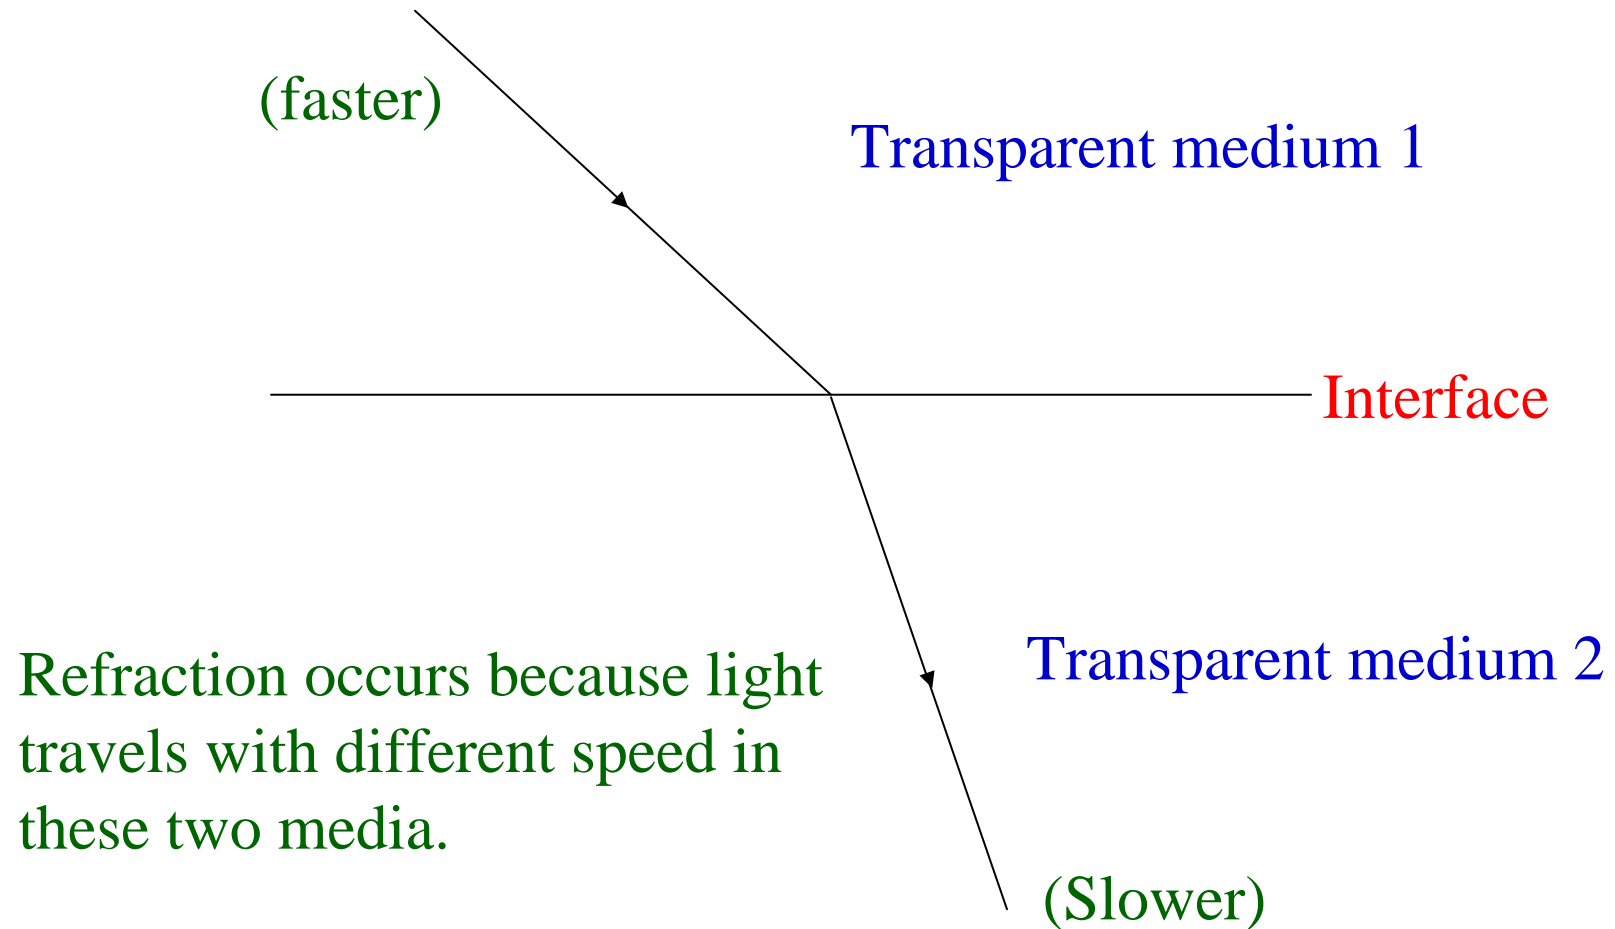 (faster)
Transparent medium 1
Interface
Transparent medium 2
Refraction occurs because light
travels with different speed in
these two media.
(Slower)